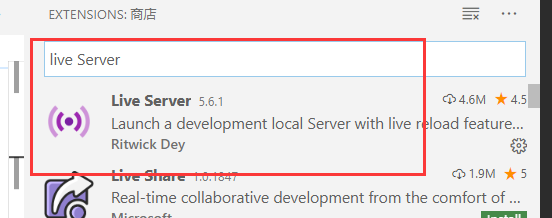 EXTENSIONS: 商店
live Server
Live Server 5.6.1 4.6M 4.5
Launch a development local Server with live reload feature...
Ritwick Dey
Live Share 1.0.1847 1.9M 5
Real-time collaborative development from the comfort of ...
Microsoft Install